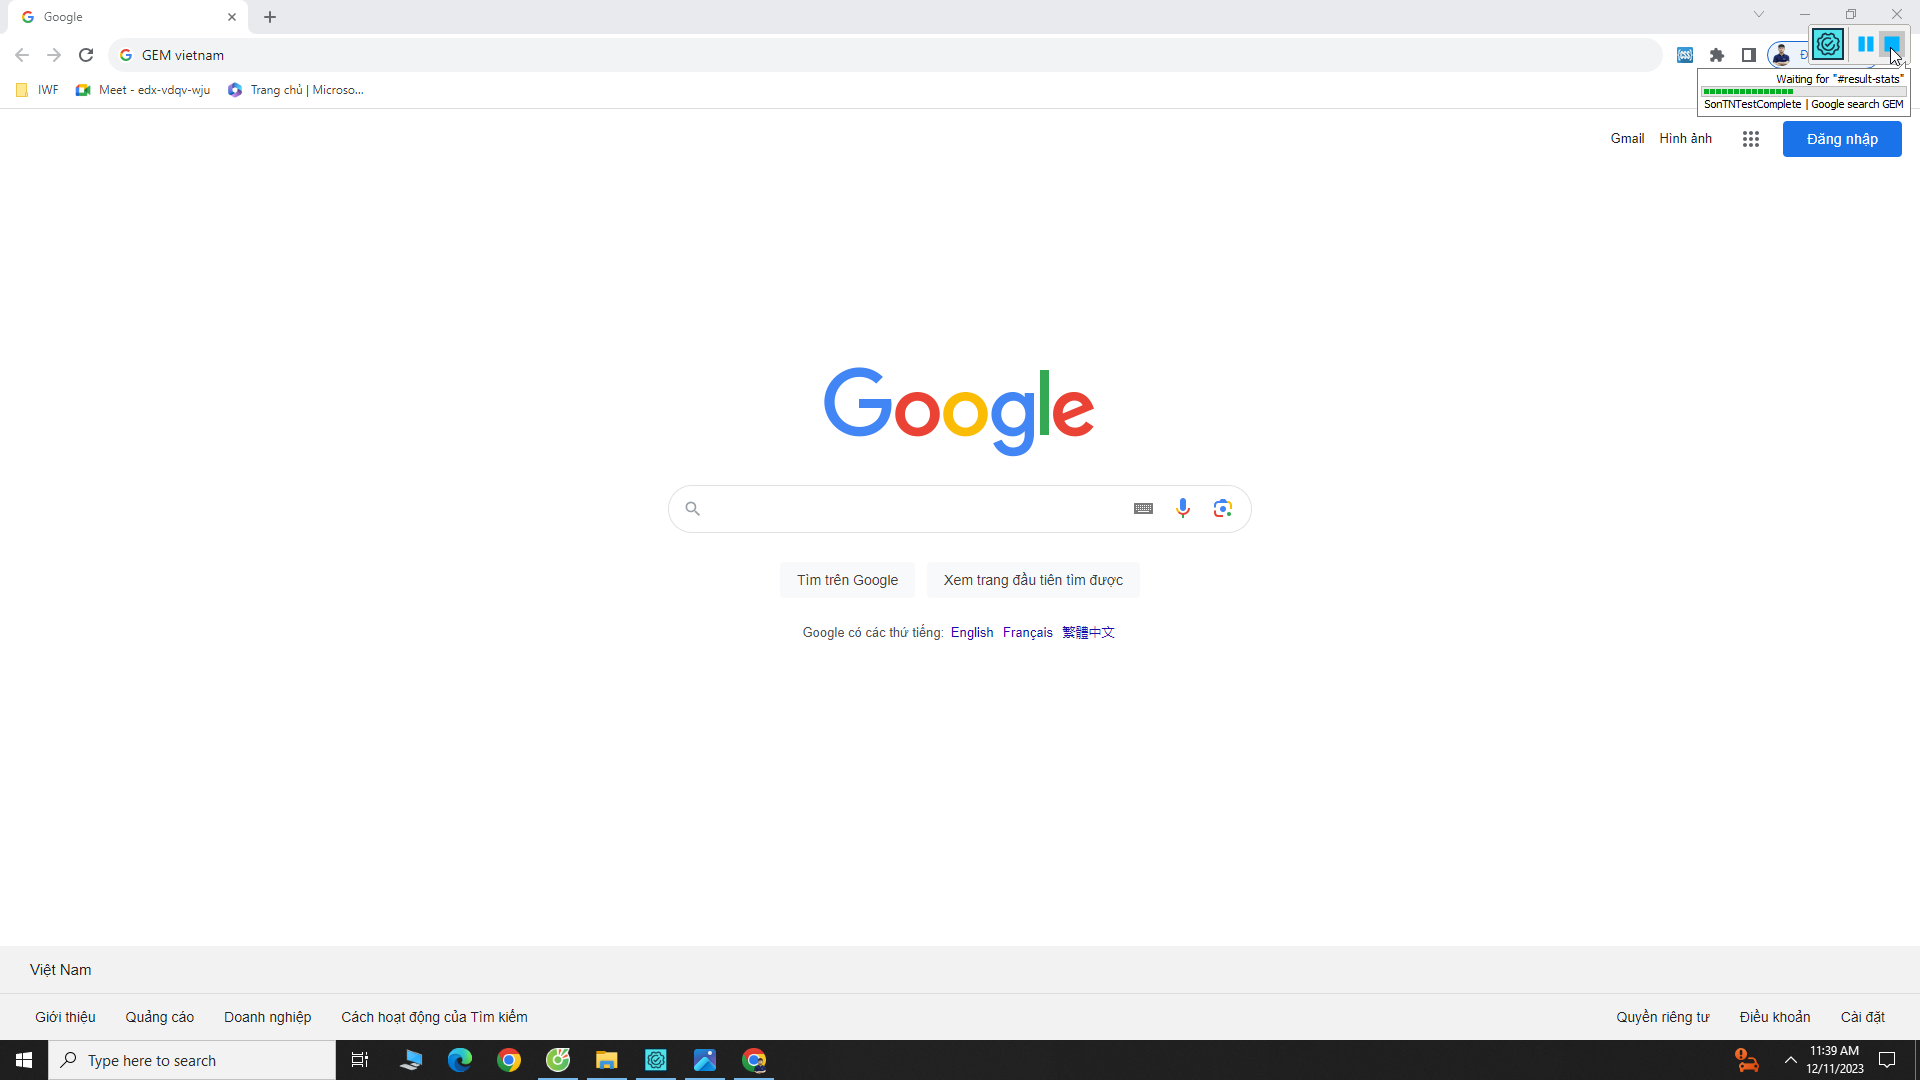 Google
GEM vietnam
Waiting for "#result-stats"
SonTNTestComplete | Google search GEM
IWF
Meet - edx-vdqv-wju
Trang chủ | Microso...
Gmail
Hình ảnh
Đăng nhập
Google
Tìm trên Google
Xem trang đầu tiên tìm được
Google có các thứ tiếng: English Français 繁體中文
Việt Nam
Giới thiệu
Quảng cáo
Doanh nghiệp
Cách hoạt động của Tìm kiếm
Quyền riêng tư
Điều khoản
Cài đặt
Type here to search
11:39 AM
12/11/2023